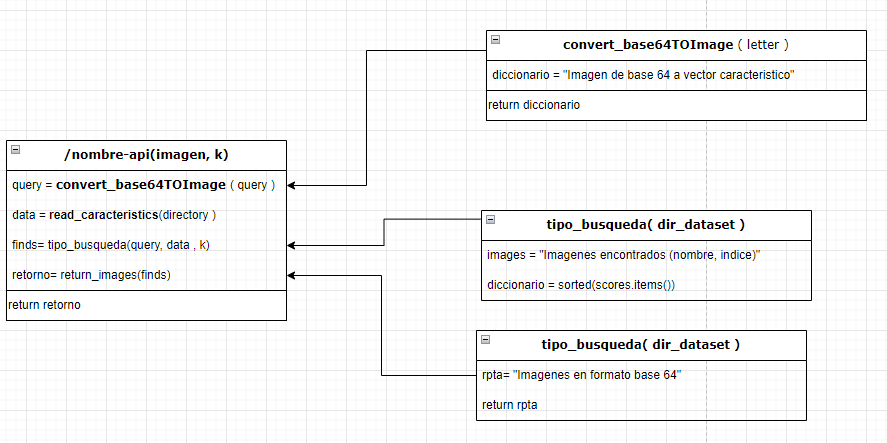 convert_base64TOImage ( letter )
diccionario = "Imagen de base 64 a vector caracteristico"
return diccionario
/nombre-api(imagen, k)
query = convert_base64TOImage ( query )
data = read_caracteristics(directory )
finds= tipo_busqueda(query, data , k)
retorno= return_images(finds)
return retorno
tipo_busqueda( dir_dataset )
images = "Imagenes encontrados (nombre, indice)"
diccionario = sorted(scores.items())
tipo_busqueda( dir_dataset )
rpta= "Imagenes en formato base 64"
return rpta